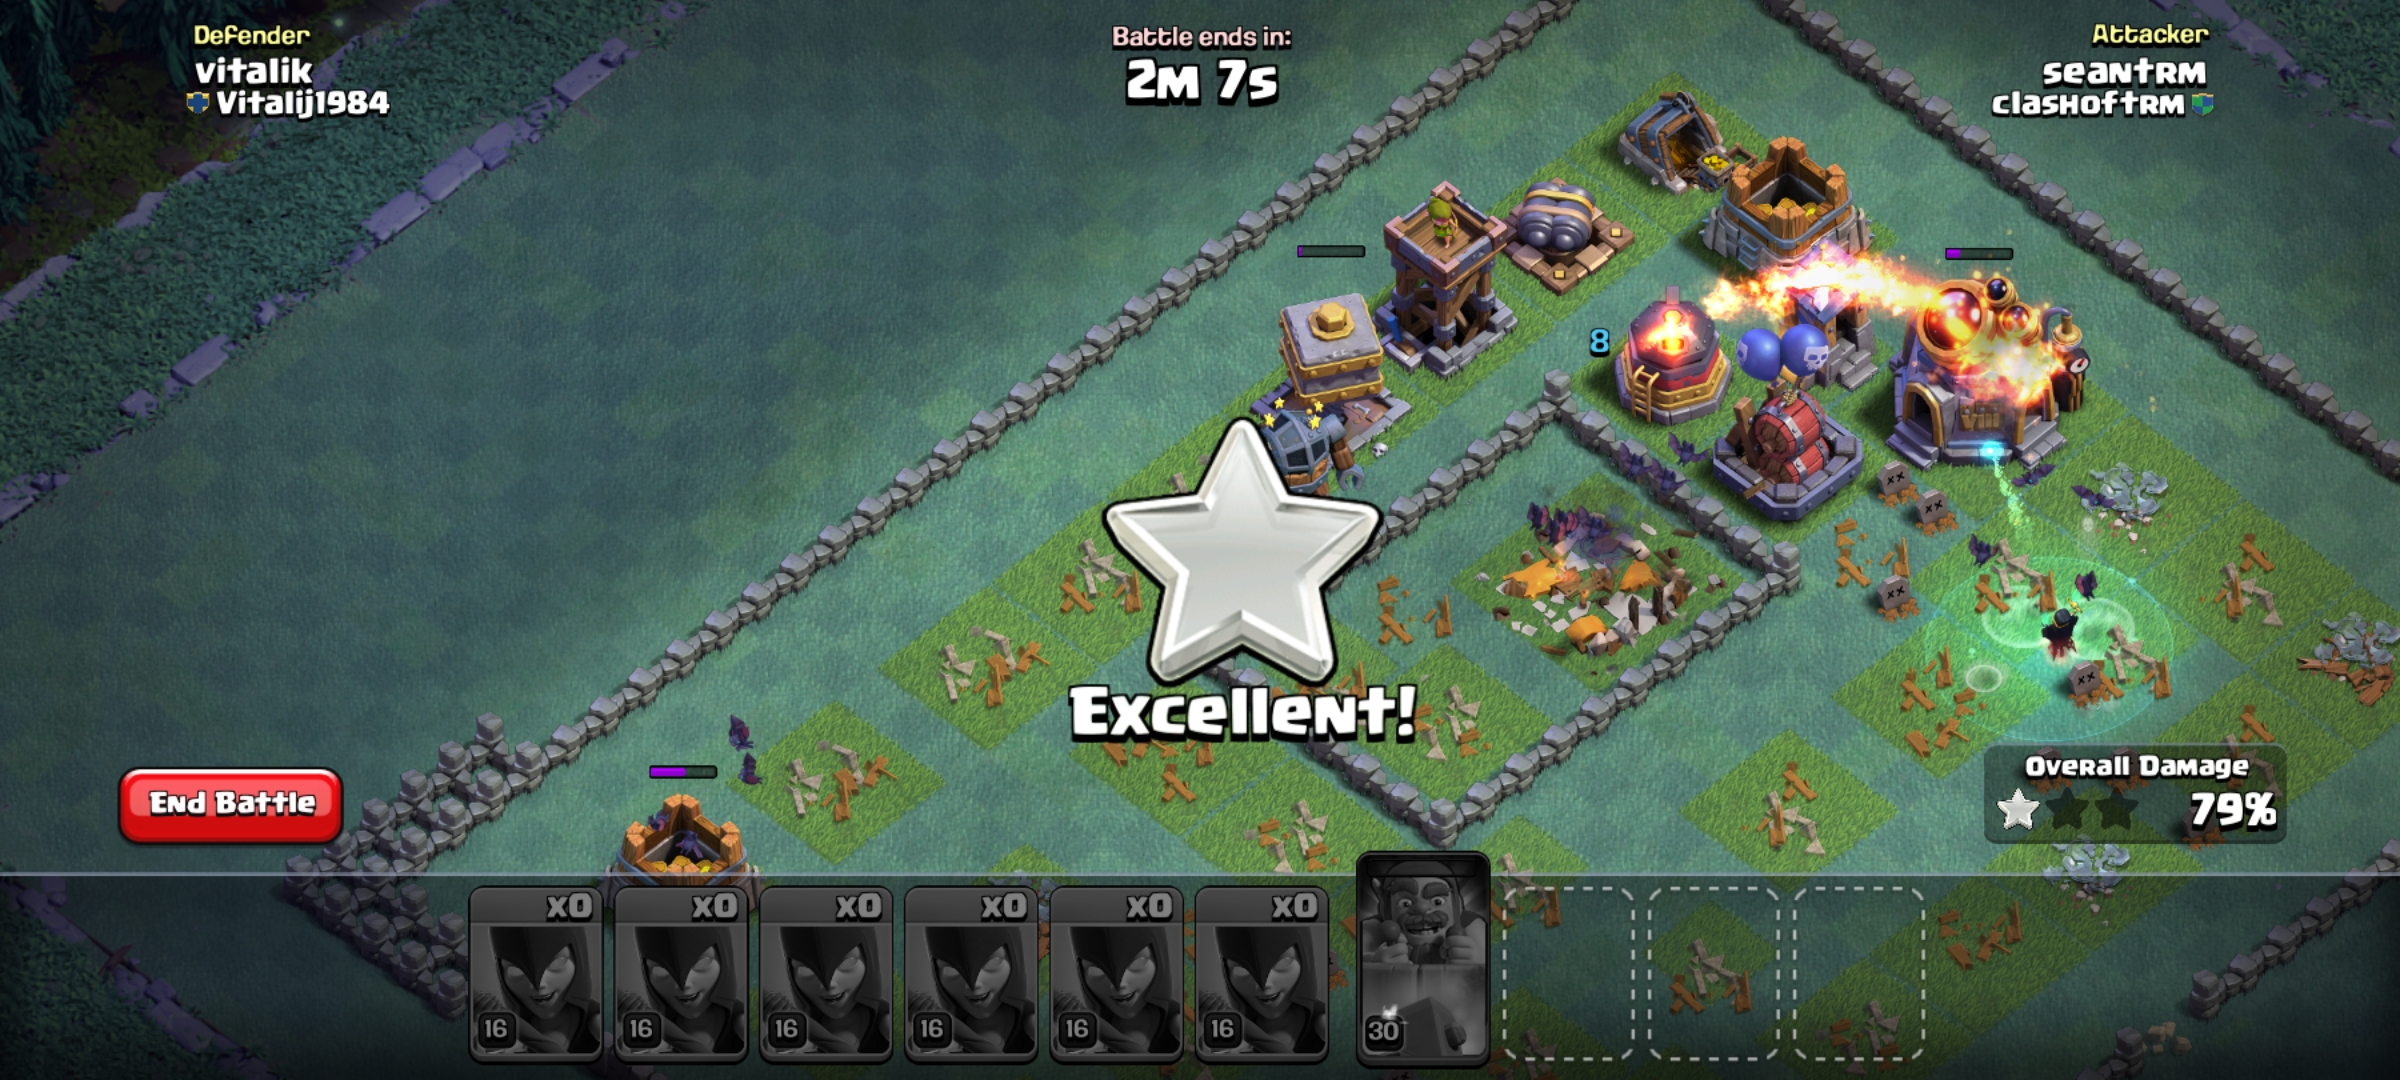 Defender
vitalik
Vitalij1984
Battle ends in:
2M 7s
Attacker
seantrm
clashoftrm
8
VIII
Excellent!
End Battle
Overall Damage
79%
x0
x0
x0
x0
x0
x0
16
16
16
16
16
16
30